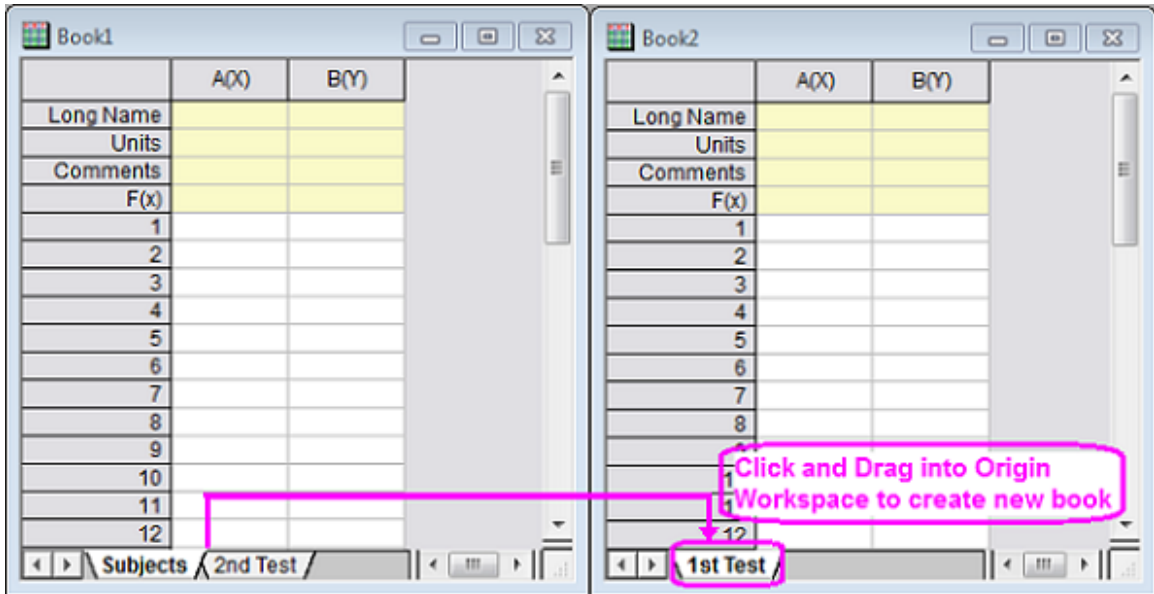 Book1
A(X) B(Y)
Long Name
Units
Comments
F(x)
1
2
3
4
5
6
7
8
9
10
11
12
Subjects 2nd Test
Book2
A(X) B(Y)
Long Name
Units
Comments
F(x)
1
2
3
4
5
6
7
8
Click and Drag into Origin
Workspace to create new book
12
1st Test